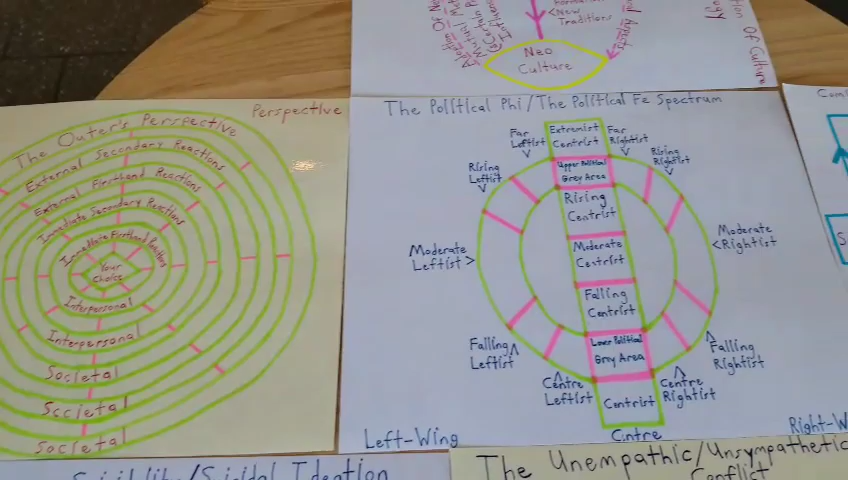 New
Traditions
Neo
Culture
Of Culture
Perspective
The Outer's Perspective
External Secondary Reactions
External Firsthand Reactions
Immediate Secondary Reactions
Immediate Firsthand Reactions
Your
Choice
Interpersonal
Interpersonal
Societal
Societal
Societal
The Political Phi/The Political Fe Spectrum
Extremist
Centrist
Far
Leftist
Far
Rightist
Upper Political
Grey Area
Rising
Leftist
Rising
Rightist
Rising
Centrist
Moderate
Leftist
Moderate
Centrist
Moderate
Rightist
Falling
Centrist
Falling
Leftist
Lower Political
Grey Area
Falling
Rightist
Centre
Leftist
Centre
Rightist
Centrist
Cintre
Left-Wing
Right-W
Ideation
The Unempathic/Unsympathetic
Conflict